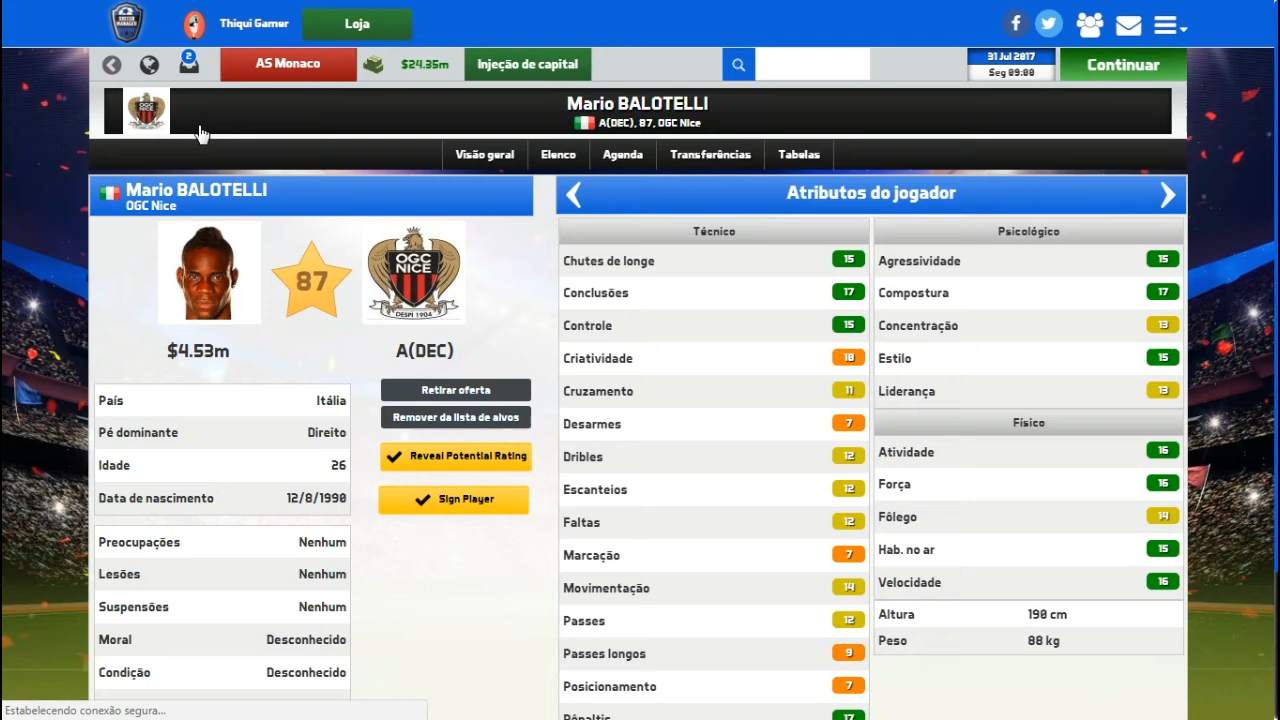 SOCCER MANAGER
Thiqui Gamer
Loja
2
AS Monaco
$24.35m
Injeção de capital
31 Jul 2017
Seg 09:00
Continuar
Mario BALOTELLI
A(DEC), 87, OGC Nice
Visão geral
Elenco
Agenda
Transferências
Tabelas
Mario BALOTELLI
OGC Nice
87
OGC
NICE
DEPUIS 1904
$4.53m
A(DEC)
País Itália
Pé dominante Direito
Idade 26
Data de nascimento 12/8/1990
Retirar oferta
Remover da lista de alvos
Reveal Potential Rating
Sign Player
Preocupações Nenhum
Lesões Nenhum
Suspensões Nenhum
Moral Desconhecido
Condição Desconhecido
Atributos do jogador
Técnico
Chutes de longe 15
Conclusões 17
Controle 15
Criatividade 10
Cruzamento 11
Desarmes 7
Dribles 12
Escanteios 12
Faltas 12
Marcação 7
Movimentação 14
Passes 12
Passes longos 9
Posicionamento 7
Pênaltis 17
Psicológico
Agressividade 15
Compostura 17
Concentração 13
Estilo 15
Liderança 13
Físico
Atividade 16
Força 16
Fôlego 14
Hab. no ar 15
Velocidade 16
Altura 190 cm
Peso 88 kg
Estabelecendo conexão segura...